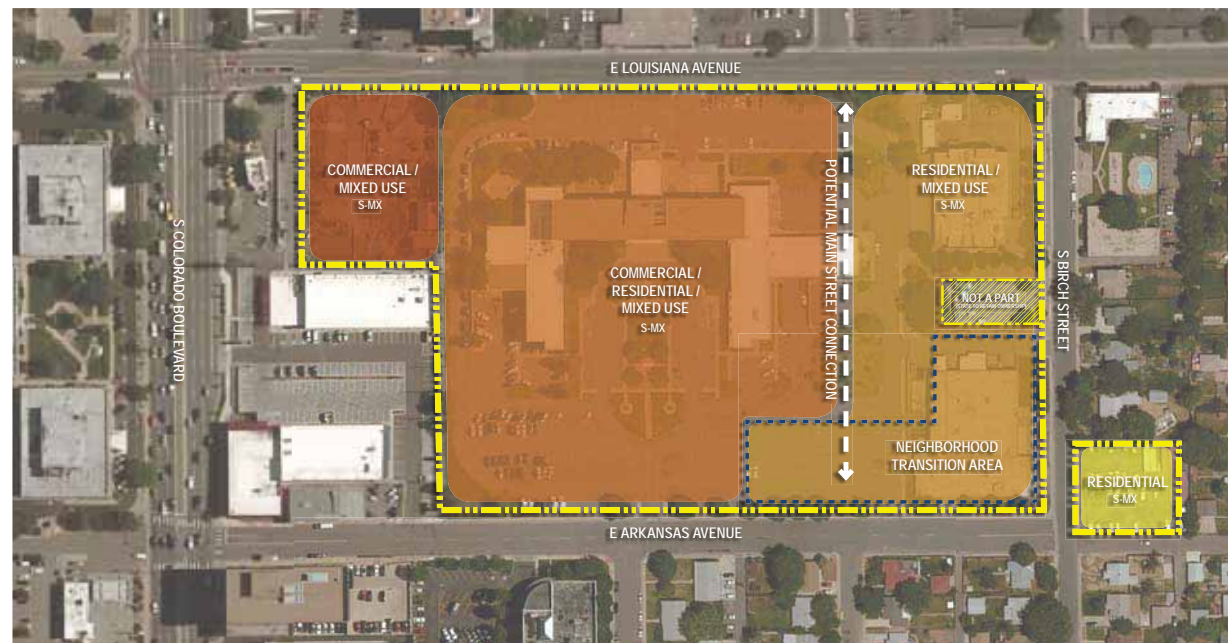 E LOUISIANA AVENUE
COMMERCIAL /
MIXED USE
S-MX
RESIDENTIAL /
MIXED USE
S-MX
POTENTIAL MAIN STREET CONNECTION
S COLORADO BOULEVARD
COMMERCIAL /
RESIDENTIAL /
MIXED USE
S-MX
NOT A PART
S BIRCH STREET
NEIGHBORHOOD
TRANSITION AREA
RESIDENTIAL
S-MX
E ARKANSAS AVENUE